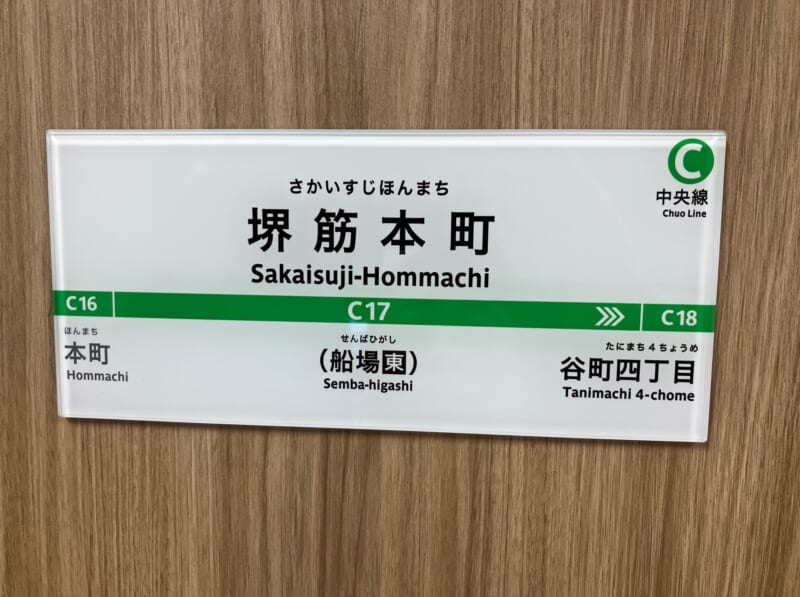 C
中央線
Chuo Line
さかいすじほんまち
堺筋本町
Sakaisuji-Hommachi
C16
C17
C18
ほんまち
本町
Hommachi
せんばひがし
(船場東)
Semba-higashi
たにまち4ちょうめ
谷町四丁目
Tanimachi 4-chome